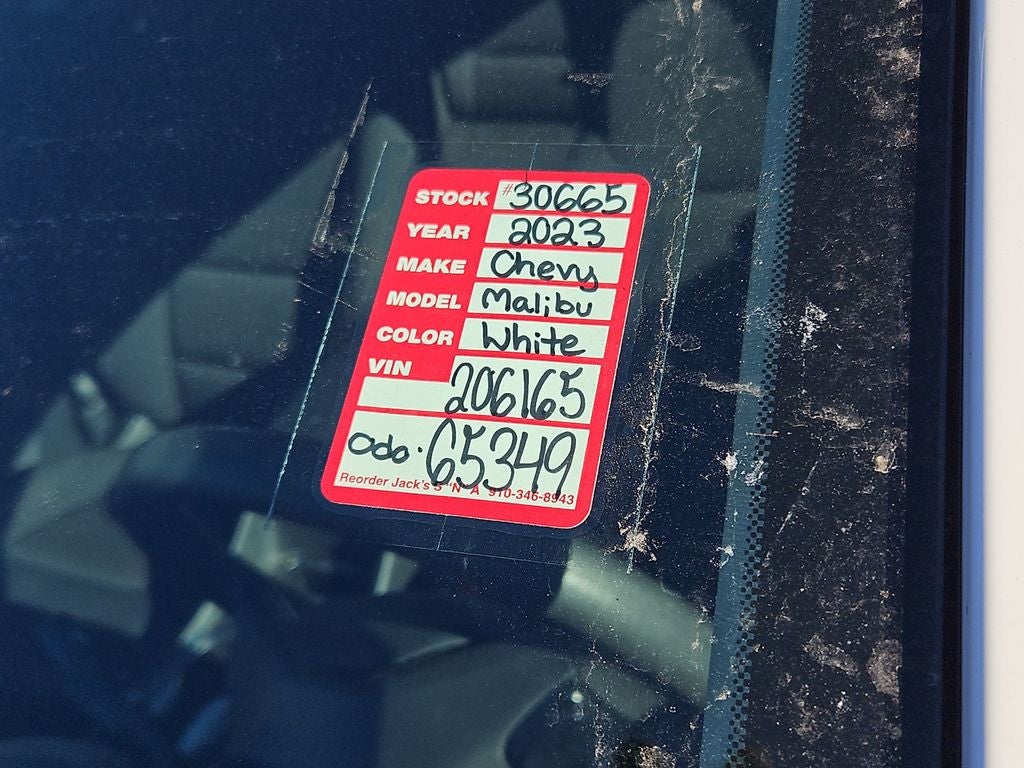 STOCK #30665
YEAR 2023
MAKE Chevy
MODEL Malibu
COLOR White
VIN 206165
Odo. 65349
Reorder Jack's S "N" A 910-346-8943